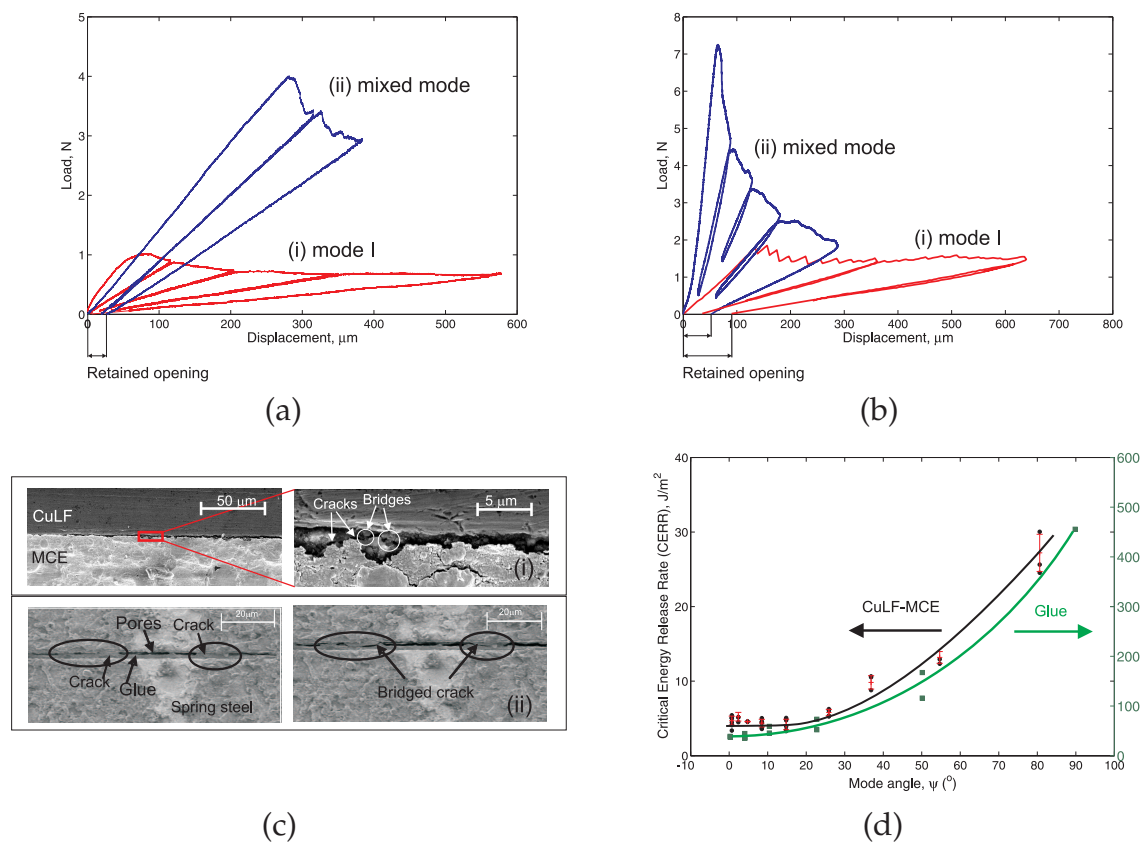 5
4
3
2
1
0
Load, N
(ii) mixed mode
(i) mode I
0 100 200 300 400 500 600
Displacement, μm
Retained opening
(a)
8
7
6
5
4
3
2
1
0
Load, N
(ii) mixed mode
(i) mode I
0 100 200 300 400 500 600 700 800
Displacement, μm
Retained opening
(b)
50 μm
CuLF
MCE
5 μm
Cracks Bridges
(i)
20μm
Pores Crack
Crack
Glue
Spring steel
20μm
Bridged crack
(ii)
(c)
40
30
20
10
0
Critical Energy Release Rate (CERR), J/m²
600
500
400
300
200
100
0
CuLF-MCE
Glue
-10 0 10 20 30 40 50 60 70 80 90 100
Mode angle, ψ (°)
(d)